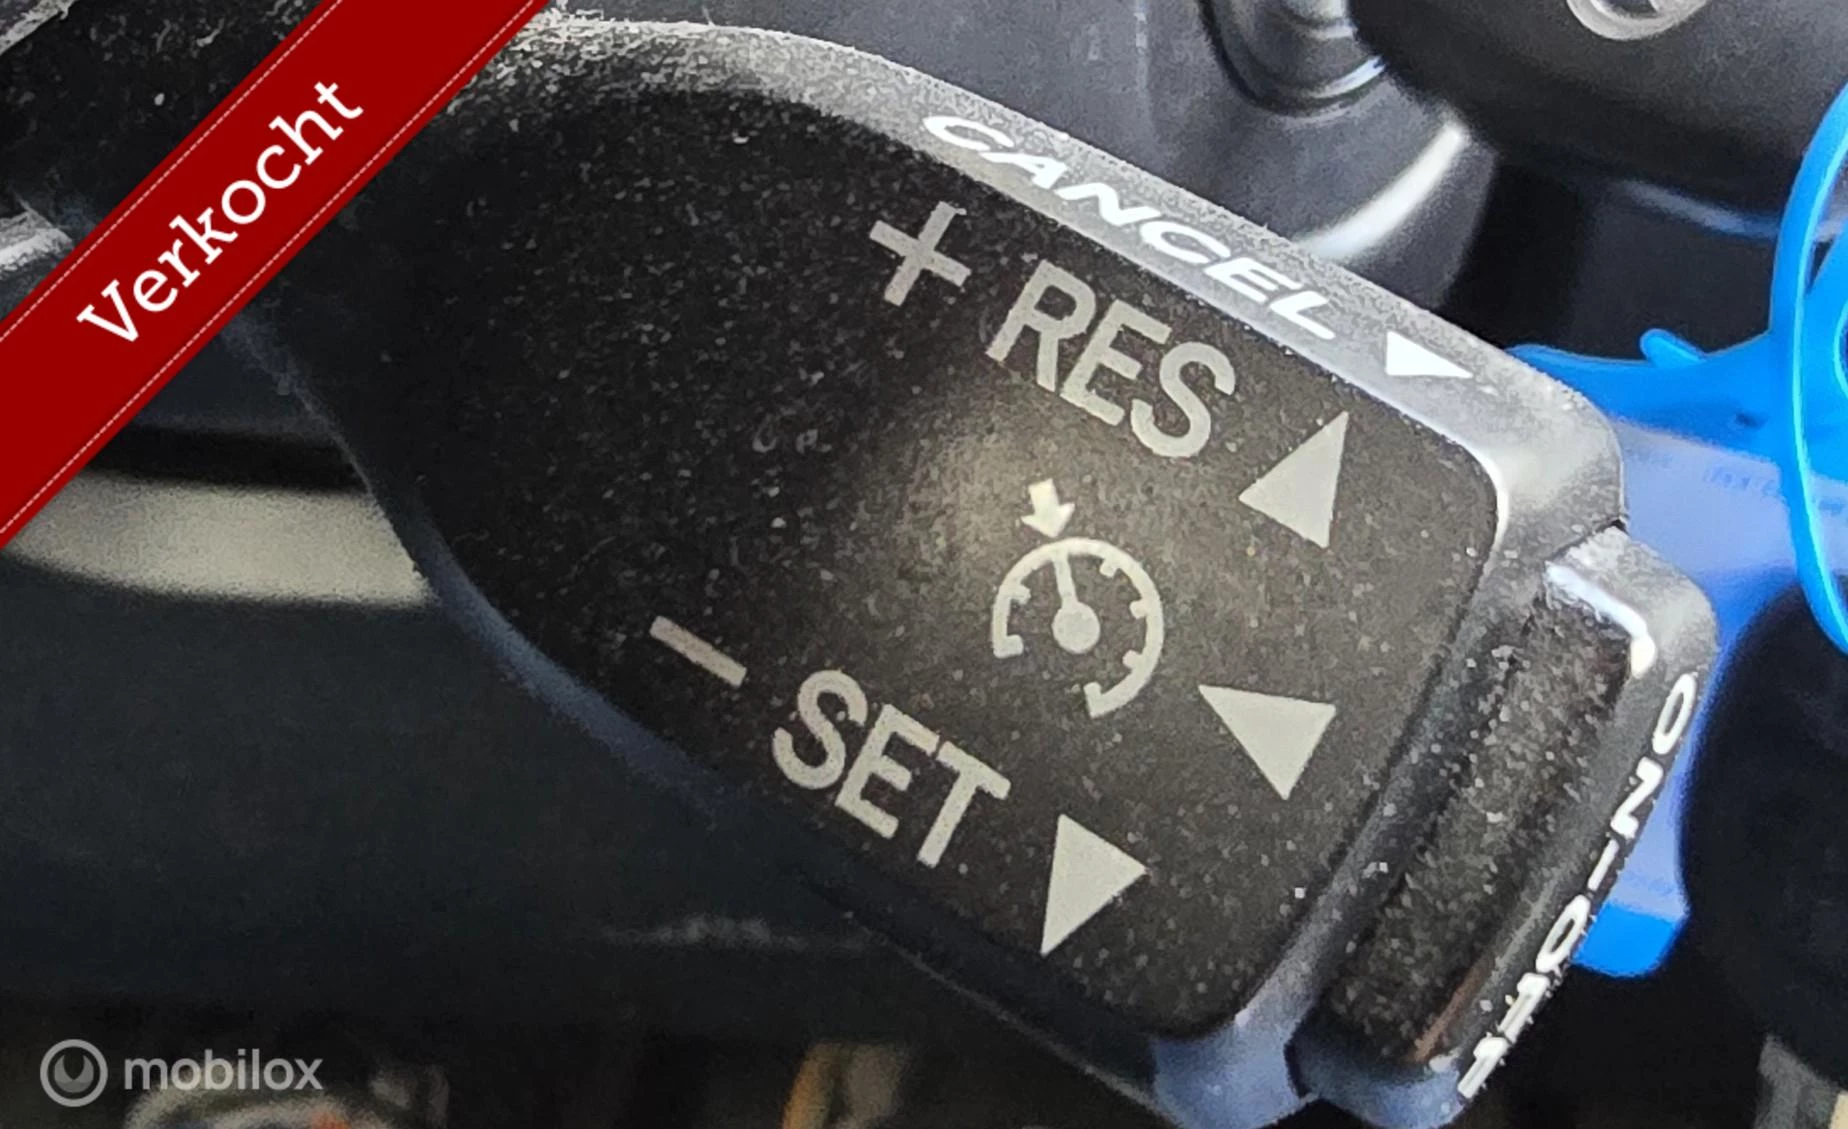 Verkocht
CANCEL
+ RES
- SET
ON-OFF
mobilox